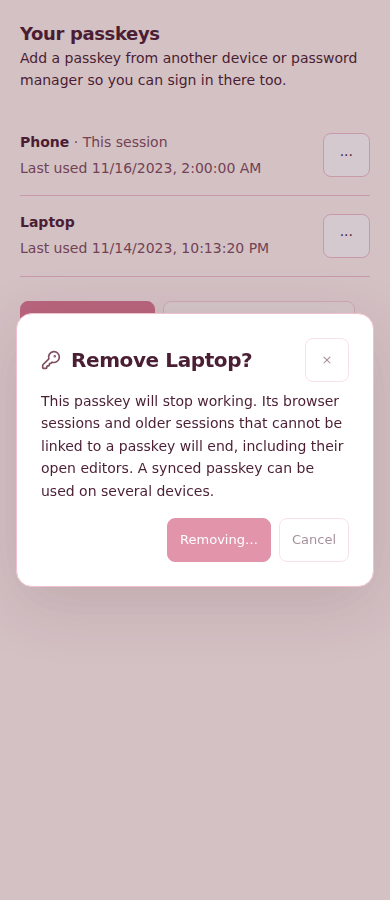 Your passkeys
Add a passkey from another device or password
manager so you can sign in there too.
Phone · This session
Last used 11/16/2023, 2:00:00 AM
...
Laptop
Last used 11/14/2023, 10:13:20 PM
...
Remove Laptop?
×
This passkey will stop working. Its browser
sessions and older sessions that cannot be
linked to a passkey will end, including their
open editors. A synced passkey can be
used on several devices.
Removing...
Cancel